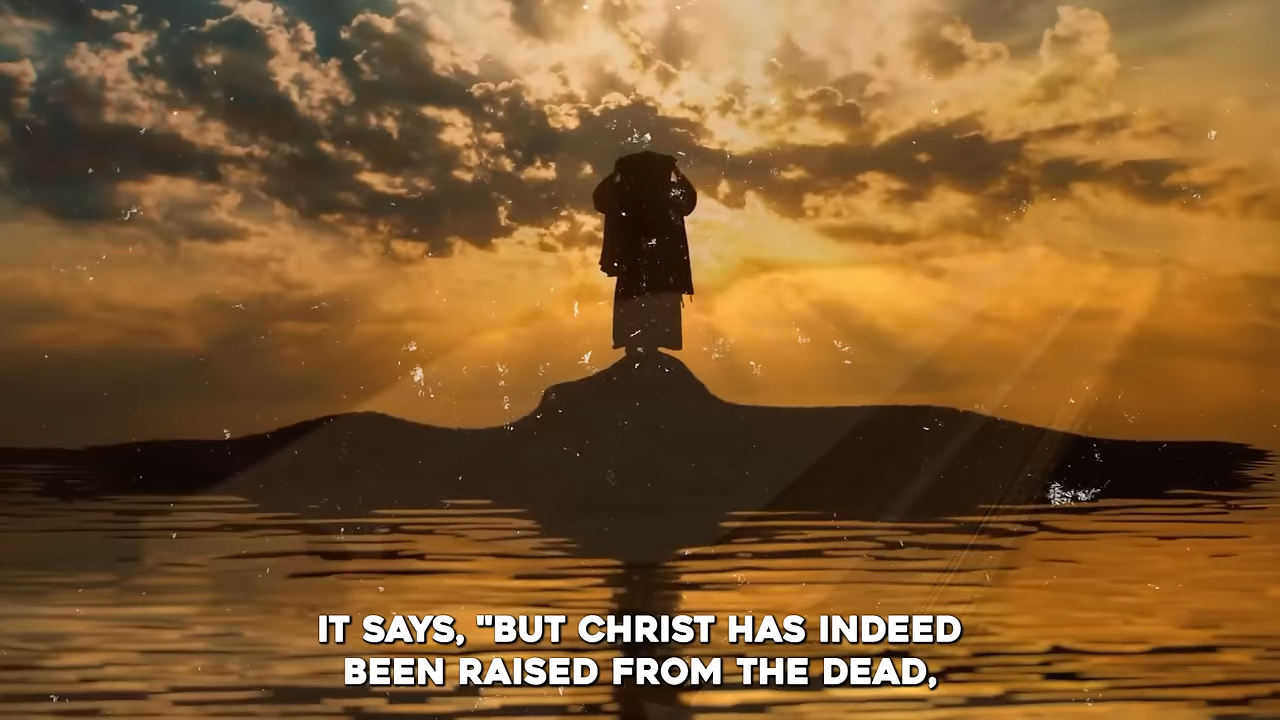 IT SAYS, "BUT CHRIST HAS INDEED
BEEN RAISED FROM THE DEAD,